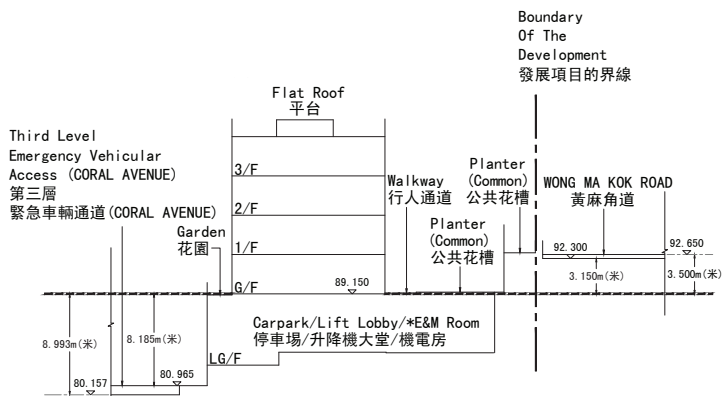 Boundary
Of The
Development
發展項目的界線
Flat Roof
平台
Third Level
Emergency Vehicular
Access (CORAL AVENUE)
第三層
緊急車輛通道(CORAL AVENUE)
3/F
2/F
1/F
G/F
LG/F
Garden
花園
Walkway
行人通道
Planter
(Common)
公共花槽
Planter
(Common)
公共花槽
WONG MA KOK ROAD
黃麻角道
92.300
92.650
3.150m(米)
3.500m(米)
89.150
Carpark/Lift Lobby/*E&M Room
停車場/升降機大堂/機電房
8.993m(米)
8.185m(米)
80.157
80.965